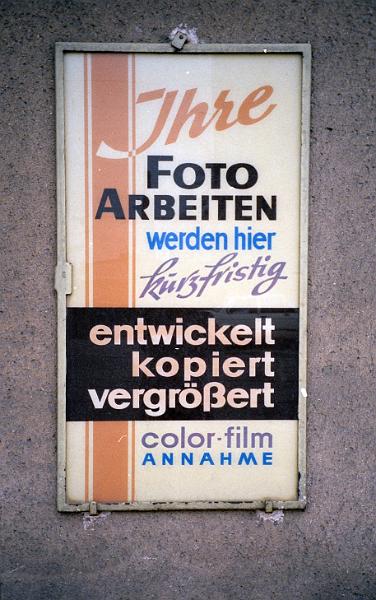 Ihre
FOTO
ARBEITEN
werden hier
kurzfristig
entwickelt
kopiert
vergrößert
color-film
ANNAHME